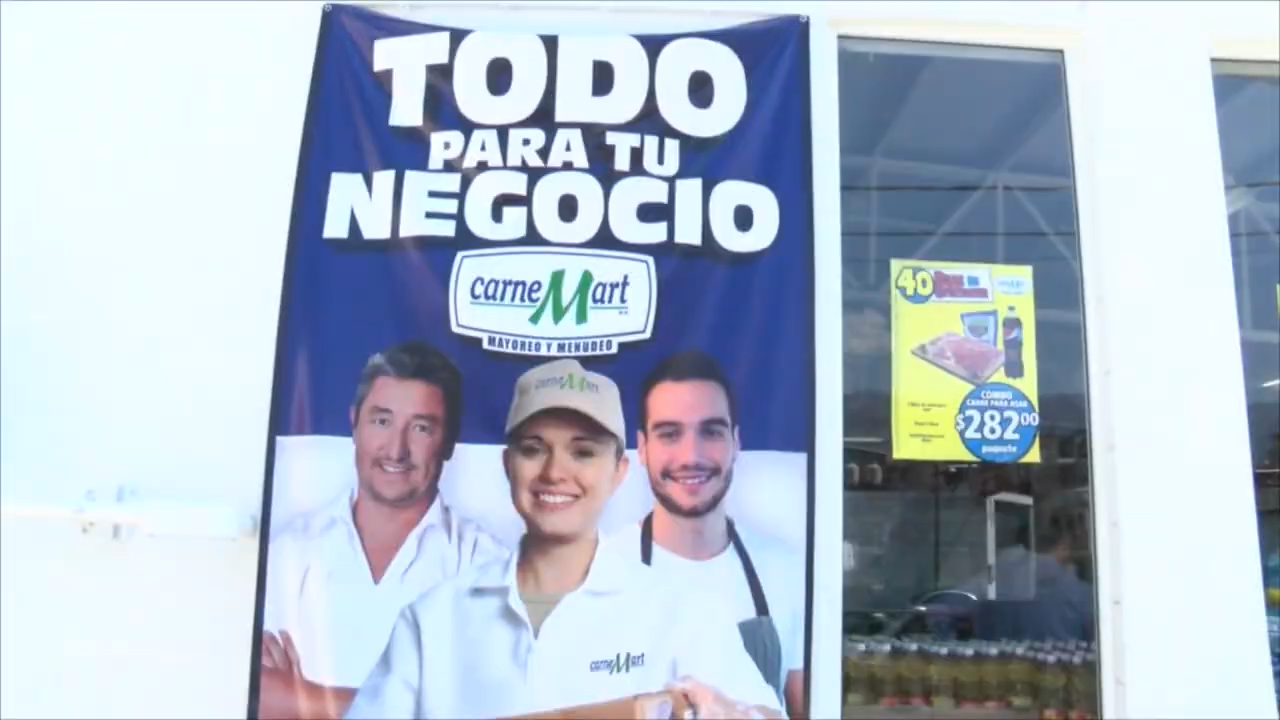 TODO
PARA TU
NEGOCIO
carneMart
MAYOREO Y MENUDEO
carneMart
carneMart
40
COMBO
CARNE PARA ASAR
$282.00
paquete